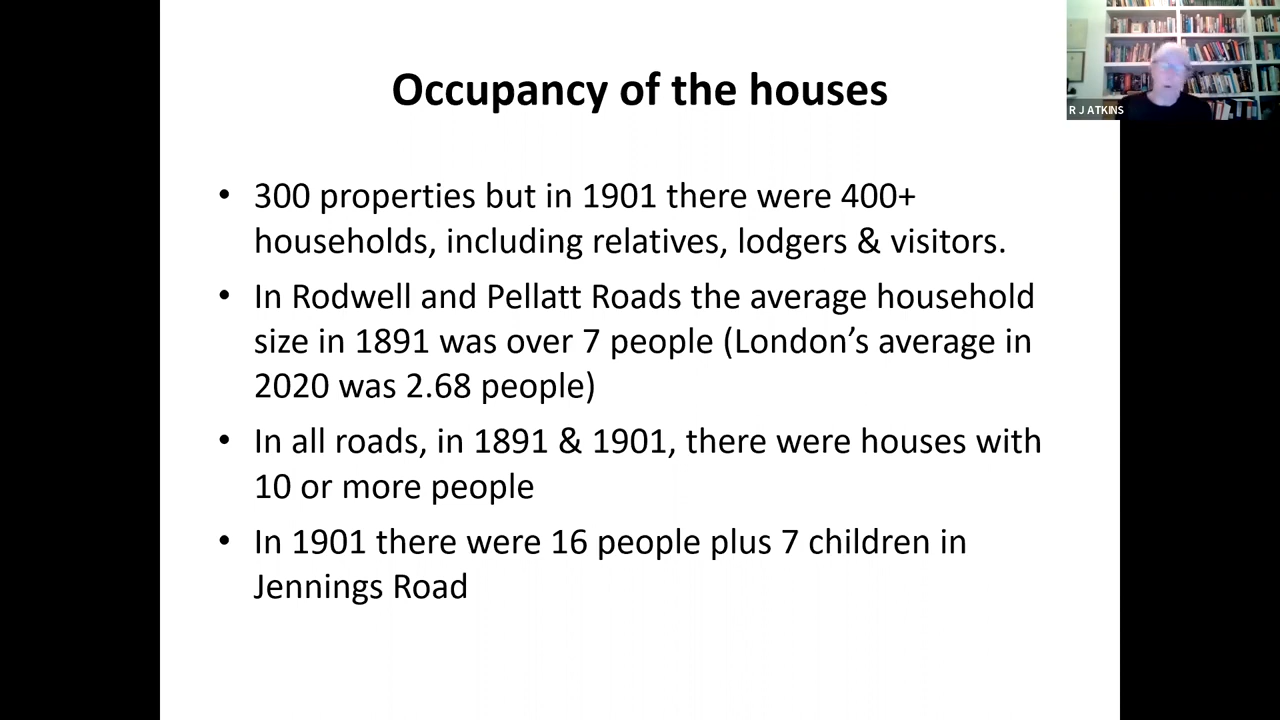 Occupancy of the houses
R J ATKINS
• 300 properties but in 1901 there were 400+
households, including relatives, lodgers & visitors.
• In Rodwell and Pellatt Roads the average household
size in 1891 was over 7 people (London’s average in
2020 was 2.68 people)
• In all roads, in 1891 & 1901, there were houses with
10 or more people
• In 1901 there were 16 people plus 7 children in
Jennings Road